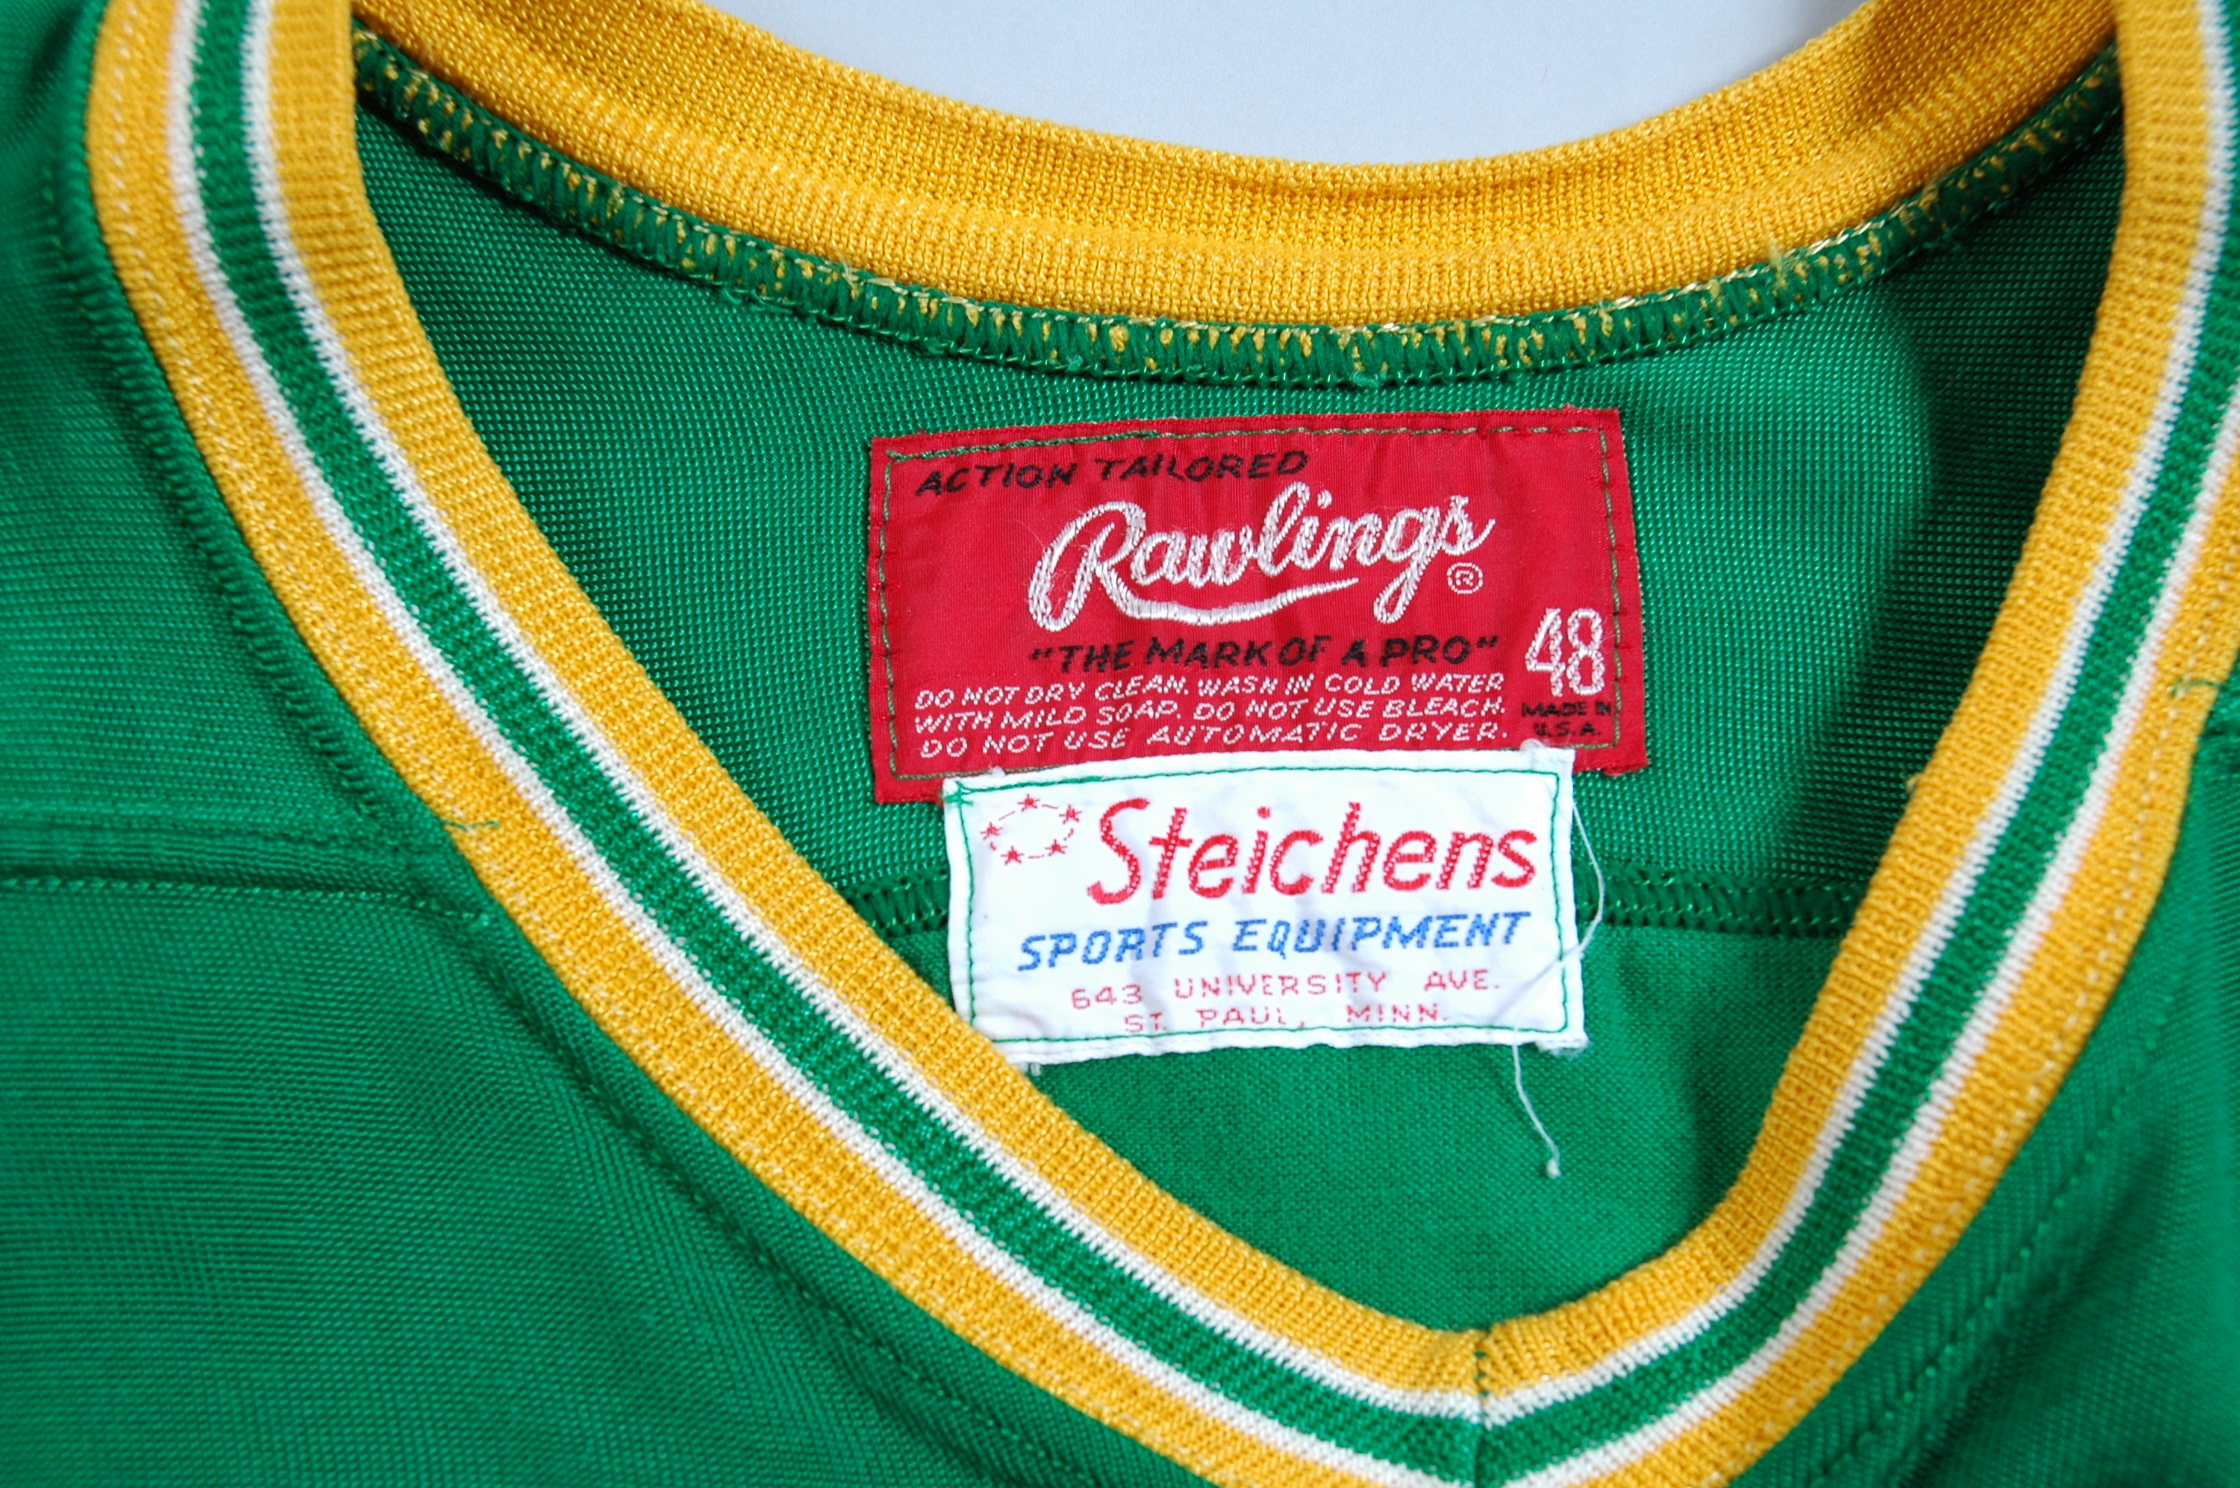 ACTION TAILORED
Rawlings ®
"THE MARK OF A PRO"
48
DO NOT DRY CLEAN. WASH IN COLD WATER
WITH MILD SOAP. DO NOT USE BLEACH.
DO NOT USE AUTOMATIC DRYER.
MADE IN
U.S.A.
Steichens
SPORTS EQUIPMENT
643 UNIVERSITY AVE.
ST. PAUL, MINN.